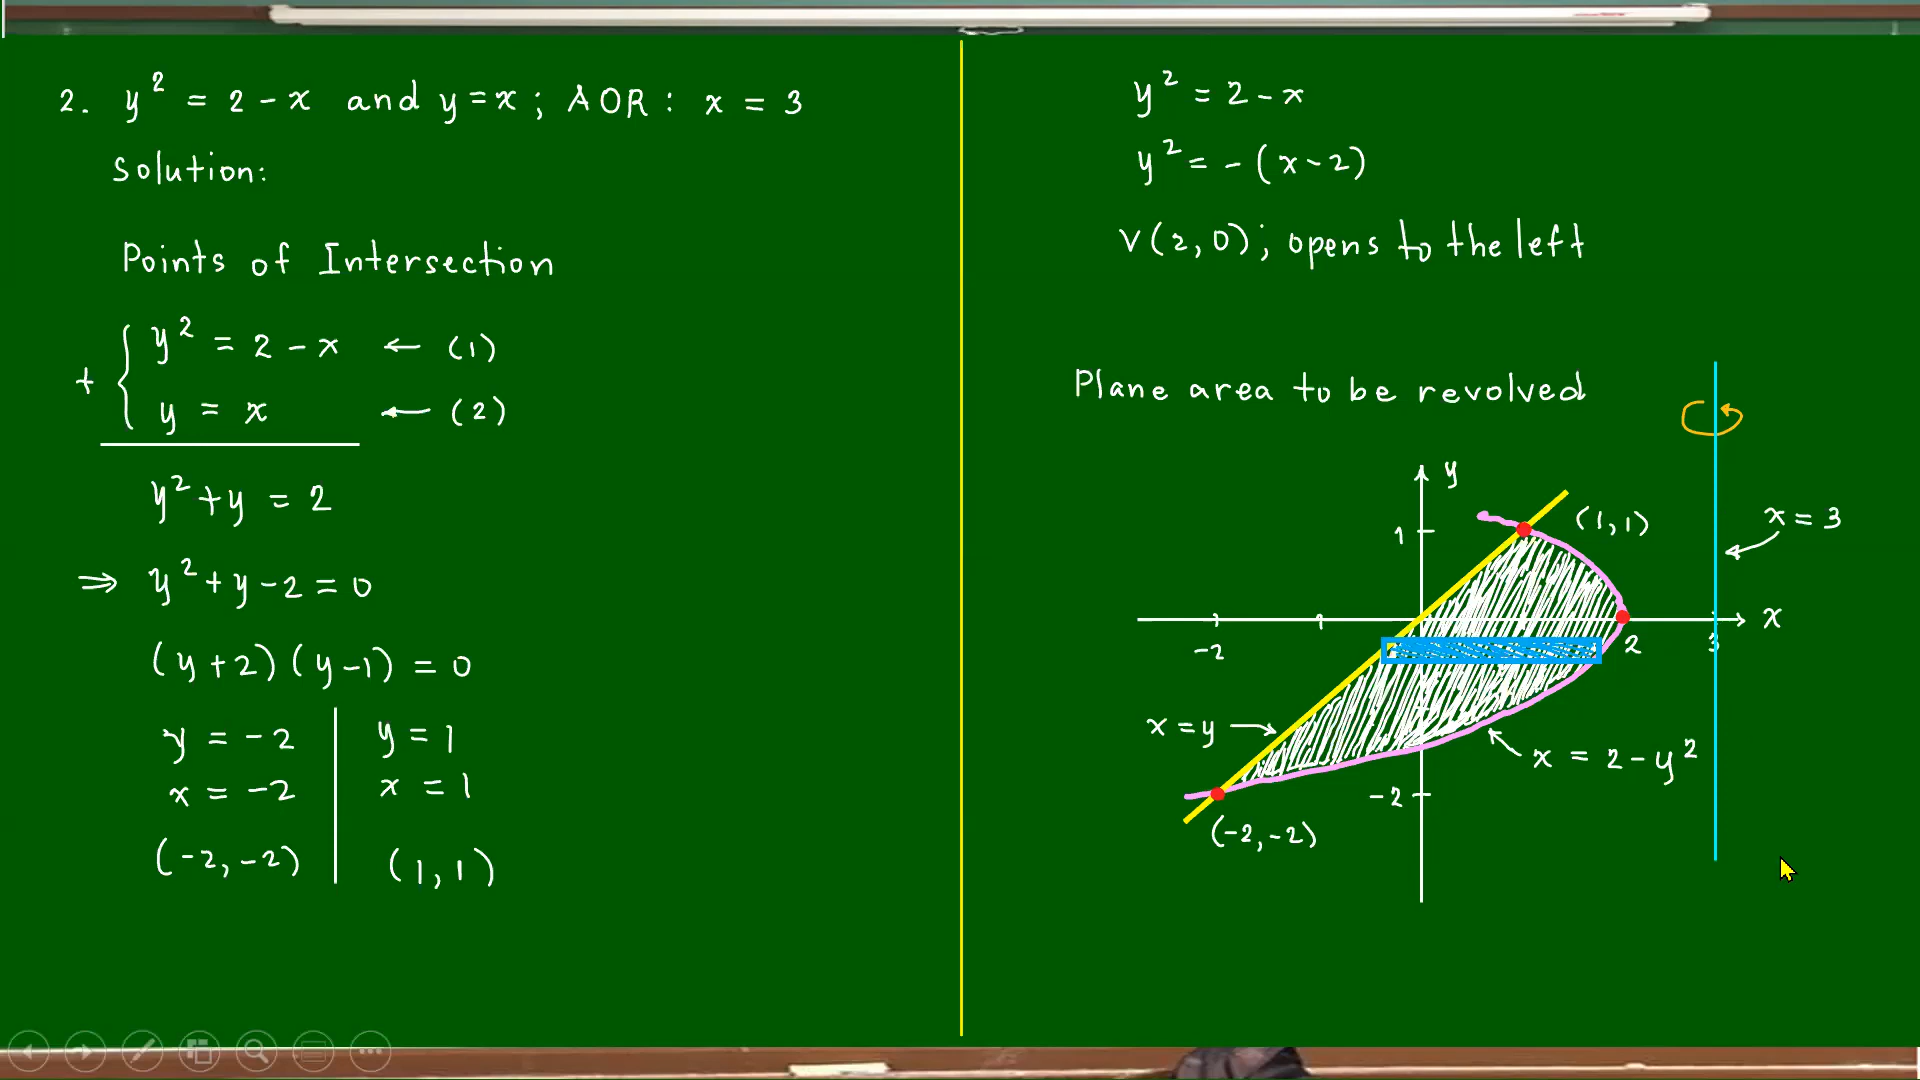 2. y² = 2 - x and y = x ; AOR : x = 3
Solution:
Points of Intersection
+ { y² = 2 - x ← (1)
y = x ← (2)
y² + y = 2
⇒ y² + y - 2 = 0
(y + 2)(y - 1) = 0
y = -2 | y = 1
x = -2 | x = 1
(-2, -2) | (1, 1)
y² = 2 - x
y² = - (x - 2)
V(2, 0) ; opens to the left
Plane area to be revolved
y
1
(1, 1)
x = 3
x
-2
2
3
x = y →
x = 2 - y²
-2
(-2, -2)